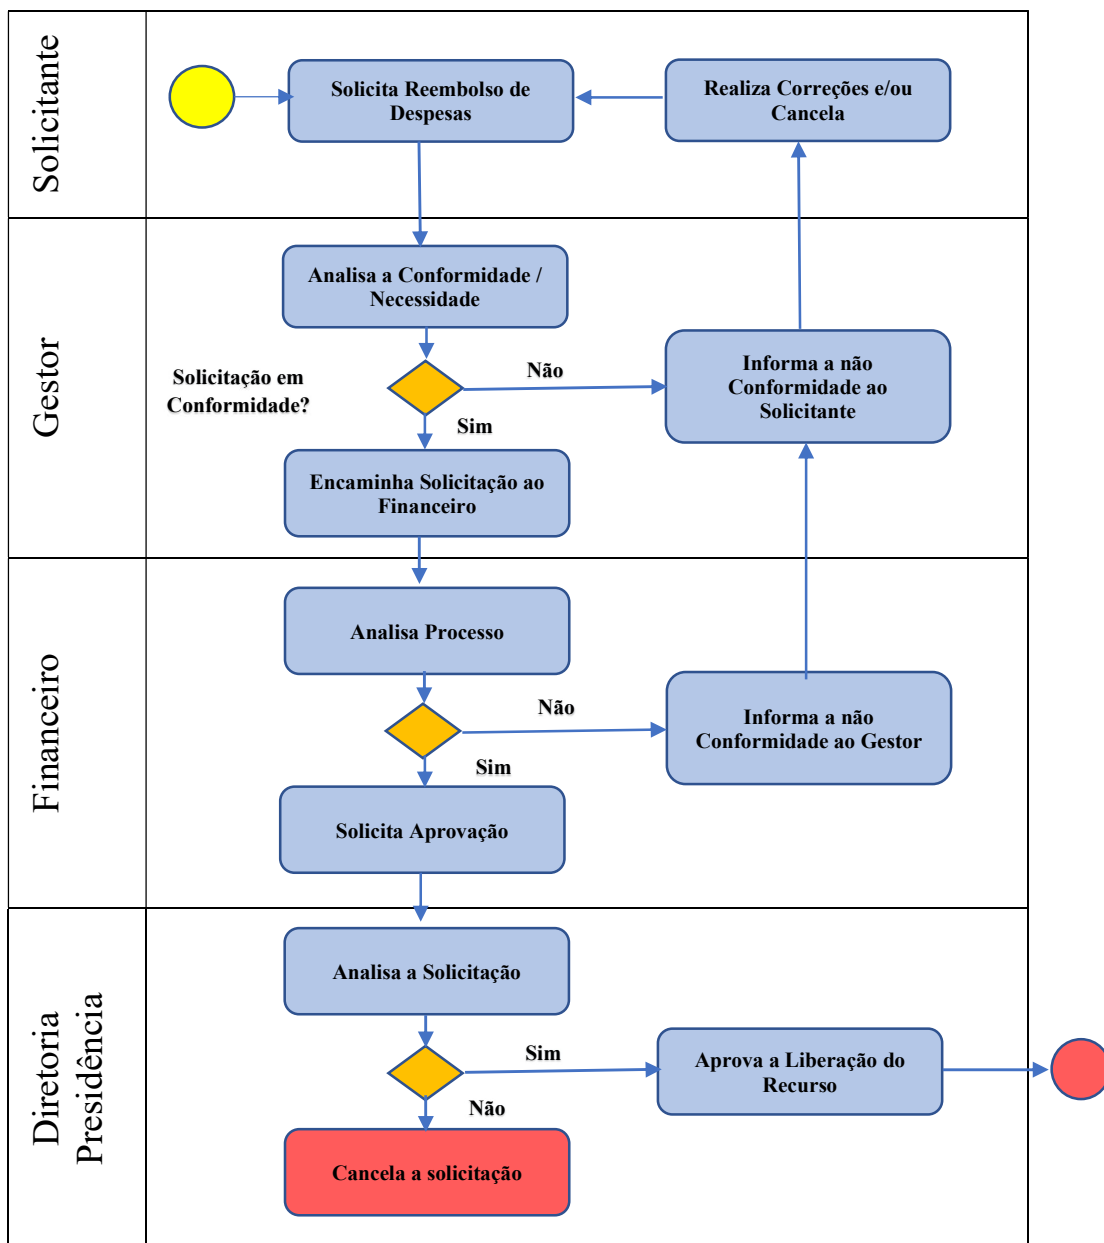 Solicitante
Solicita Reembolso de
Despesas
Realiza Correções e/ou
Cancela
Gestor
Analisa a Conformidade /
Necessidade
Solicitação em
Conformidade?
Não
Sim
Informa a não
Conformidade ao
Solicitante
Encaminha Solicitação ao
Financeiro
Financeiro
Analisa Processo
Não
Sim
Informa a não
Conformidade ao Gestor
Solicita Aprovação
Diretoria
Presidência
Analisa a Solicitação
Sim
Não
Aprova a Liberação do
Recurso
Cancela a solicitação